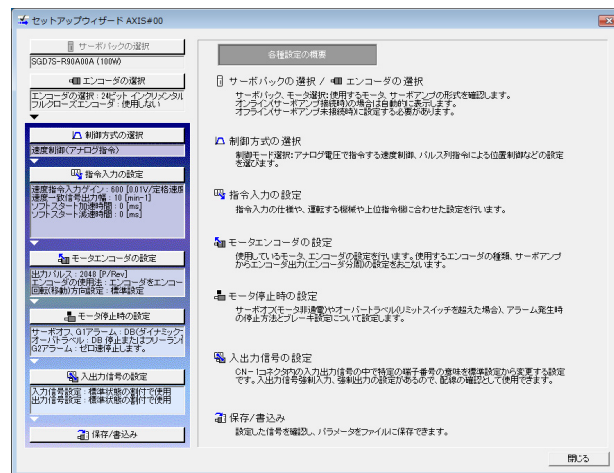 セットアップウィザード AXIS#00
サーボパックの選択
SGD7S-R90A00A (100W)
エンコーダの選択
エンコーダの選択：24ビット インクリメンタル
フルクローズエンコーダ：使用しない
制御方式の選択
速度制御(アナログ指令)
指令入力の設定
速度指令入力ゲイン：600 [0.01V/定格速度
速度一致信号出力幅：10 [min-1]
ソフトスタート加速時間：0 [ms]
ソフトスタート減速時間：0 [ms]
モータエンコーダの設定
出力パルス：2048 [P/Rev]
エンコーダの使用法：エンコーダをエンコー
回転(移動)方向設定：標準設定
モータ停止時の設定
サーボオフ、G1アラーム：DB(ダイナミック
オーバトラベル：DB 停止またはフリーラン
G2アラーム：ゼロ速停止します。
入出力信号の設定
入力信号設定：標準状態の割付で使用
出力信号設定：標準状態の割付で使用
保存/書込み
各種設定の概要
サーボパックの選択 / エンコーダの選択
サーボパック、モータ選択:使用するモータ、サーボアンプの形式を確認します。
オンライン(サーボアンプ接続時)の場合は自動的に表示します。
オフライン(サーボアンプ未接続時)に設定する必要があります。
制御方式の選択
制御モード選択:アナログ電圧で指令する速度制御、パルス列指令による位置制御などの設定
を選びます。
指令入力の設定
指令入力の仕様や、運転する機械や上位指令機に合わせた設定を行います。
モータエンコーダの設定
使用しているモータ、エンコーダの設定を行います。使用するエンコーダの種類、サーボアンプ
からエンコーダ出力(エンコーダ分周)の設定をおこないます。
モータ停止時の設定
サーボオフ(モータ非通電)やオーバートラベル(リミットスイッチを超えた場合)、アラーム発生時
の停止方法とブレーキ設定について設定します。
入出力信号の設定
CN-1コネクタ内の入力出力信号の中で特定の端子番号の意味を標準設定から変更する設定
です。入出力信号強制入力、強制出力の設定があるので、配線の確認として使用できます。
保存/書込み
設定した信号を確認し、パラメータをファイルに保存できます。
閉じる